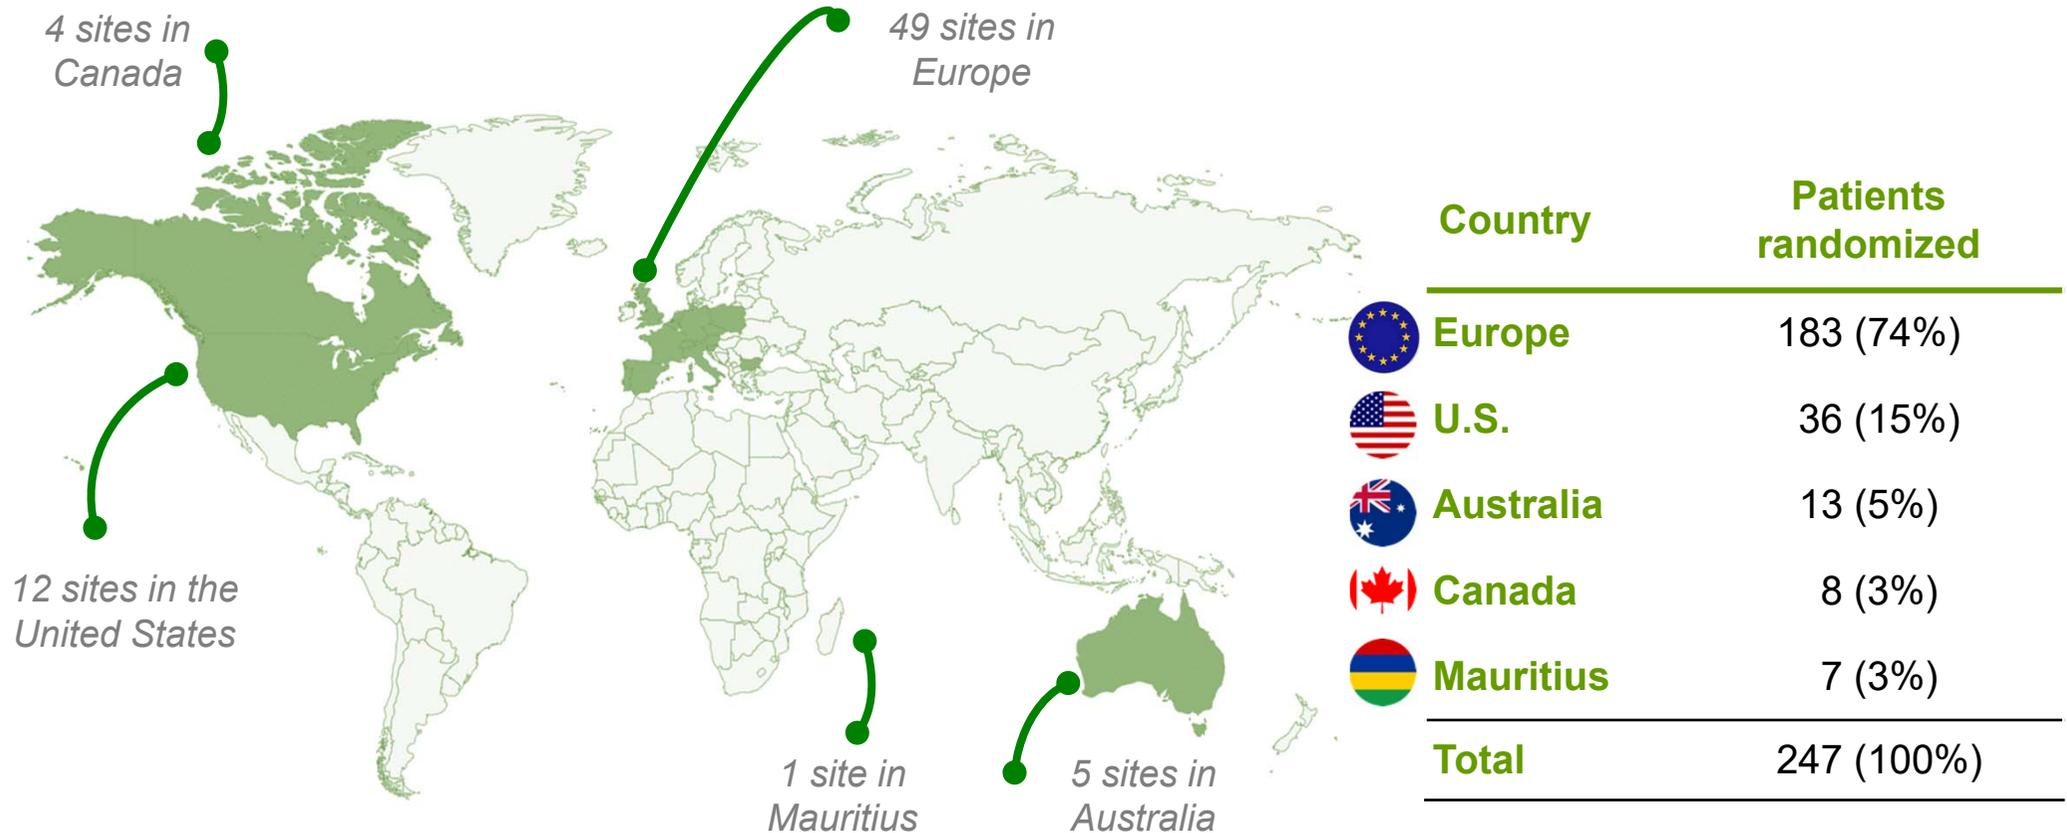 4 sites in
Canada
49 sites in
Europe
12 sites in the
United States
1 site in
Mauritius
5 sites in
Australia
Country
Patients
randomized
Europe 183 (74%)
U.S. 36 (15%)
Australia 13 (5%)
Canada 8 (3%)
Mauritius 7 (3%)
Total 247 (100%)